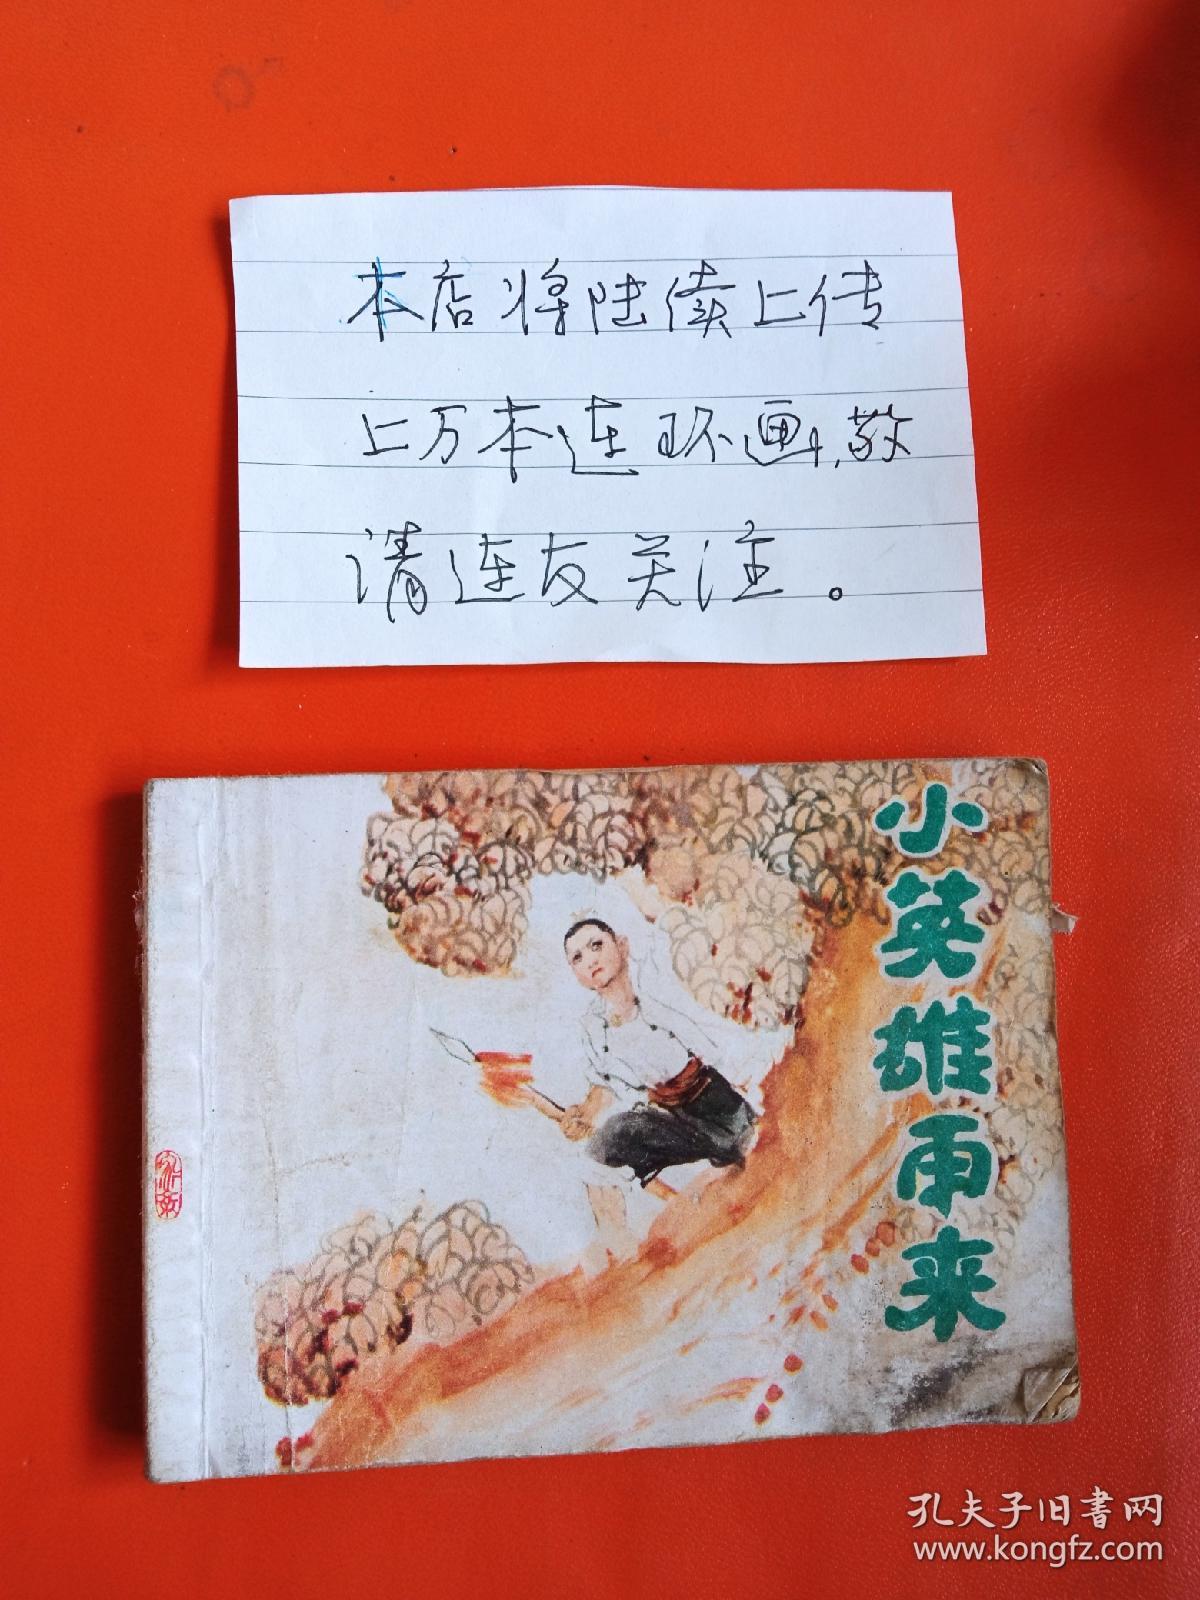 本店将陆续上传
上万本连环画,敬
请连友关注。
小英雄雨来
孔夫子旧书网
www.kongfz.com